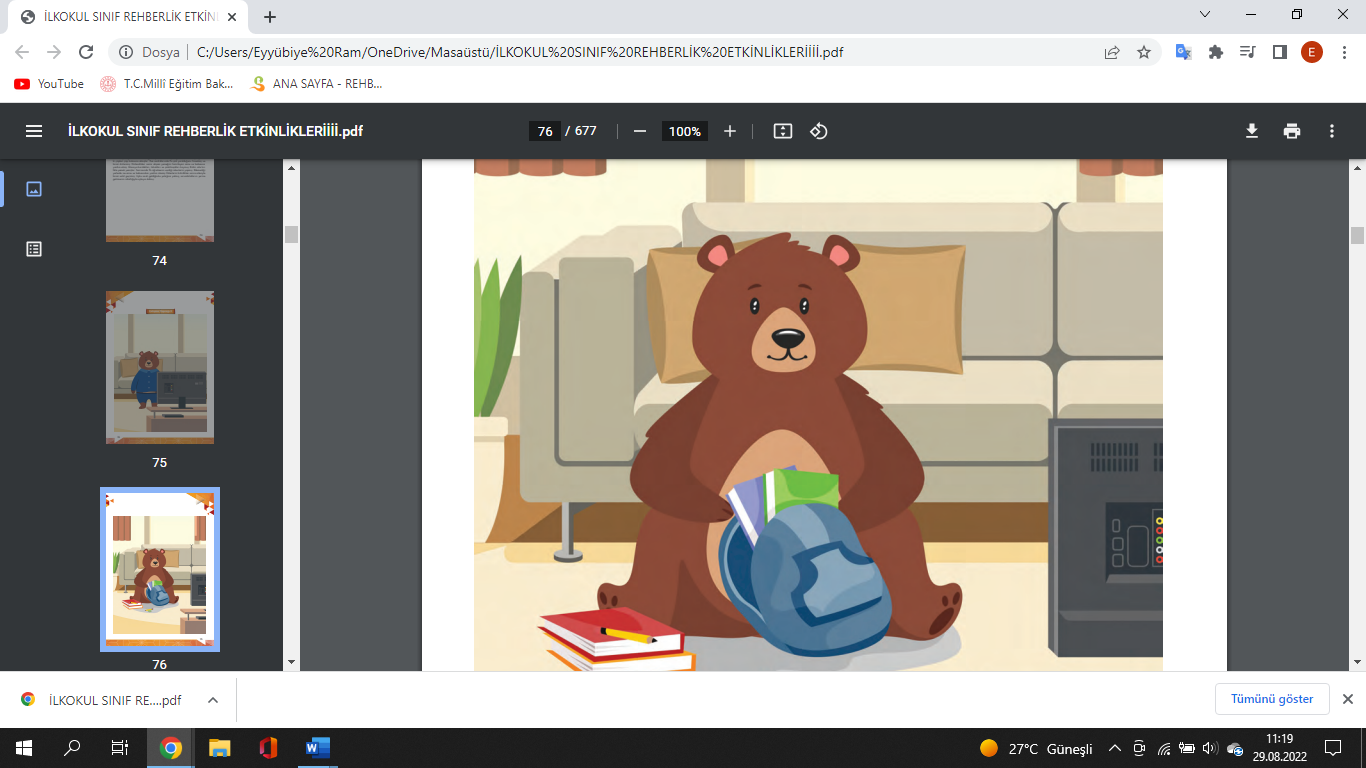 İLKOKUL SINIF REHBERLİK ETKİNL
Dosya C:/Users/Eyyübiye%20Ram/OneDrive/Masaüstü/İLKOKUL%20SINIF%20REHBERLİK%20ETKİNLİKLERİİİİ.pdf E
YouTube T.C.Millî Eğitim Bak... ANA SAYFA - REHB...
İLKOKUL SINIF REHBERLİK ETKİNLİKLERİİİİ.pdf 76 / 677 100%
74
75
76
İLKOKUL SINIF RE....pdf Tümünü göster
27°C Güneşli 11:19
29.08.2022